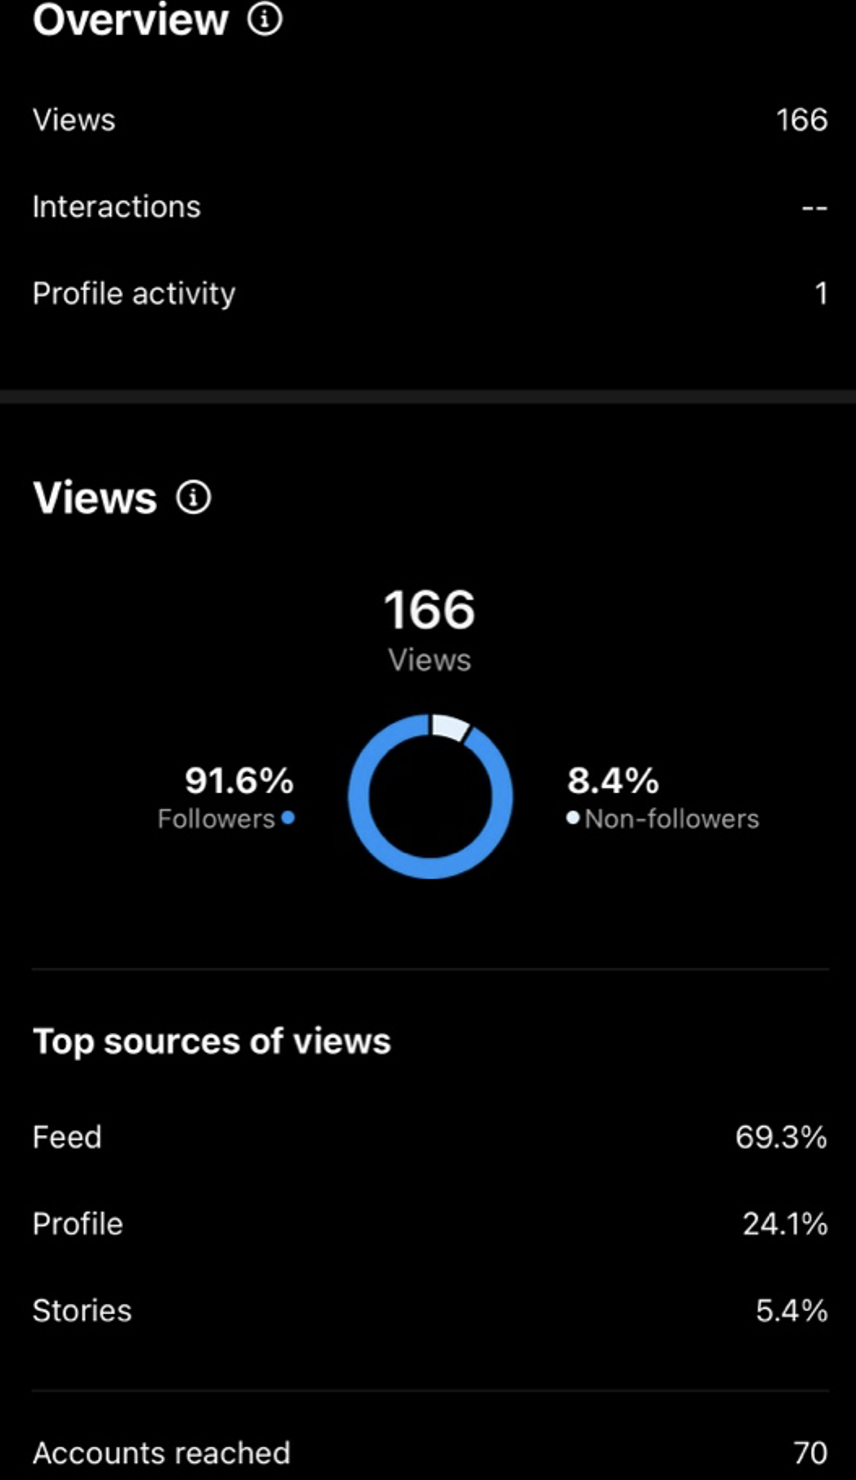 Overview
Views 166
Interactions --
Profile activity 1
Views
166
Views
91.6% 8.4%
Followers Non-followers
Top sources of views
Feed 69.3%
Profile 24.1%
Stories 5.4%
Accounts reached 70